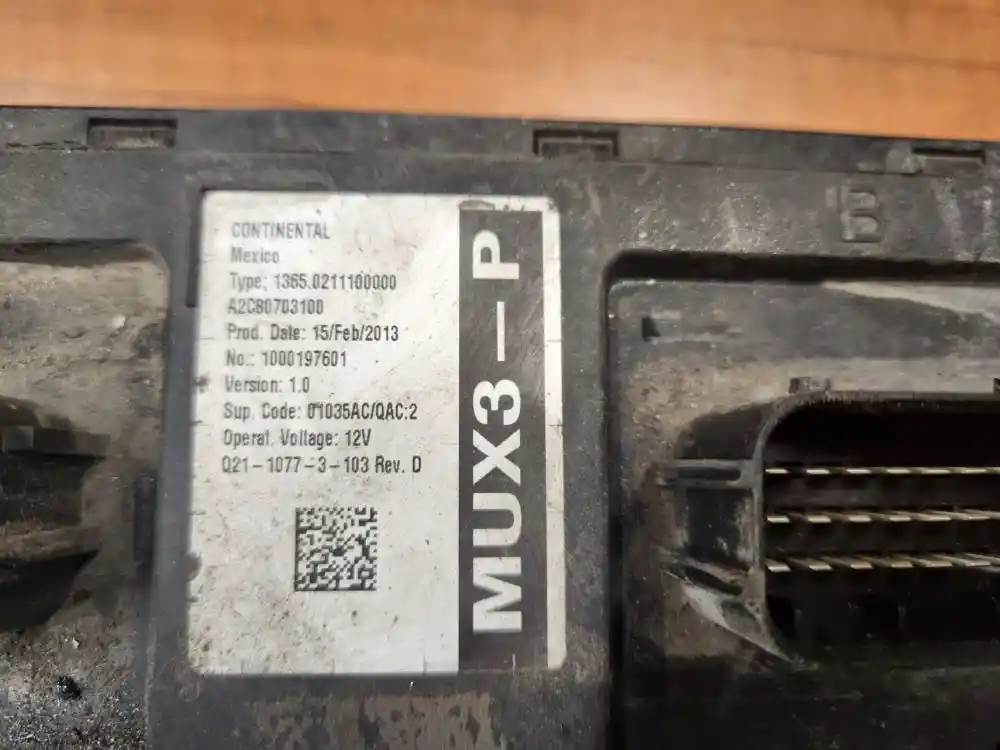 CONTINENTAL
Mexico
Type: 1365.0211100000
A2C80703100
Prod. Date: 15/Feb/2013
No.: 1000197601
Version: 1.0
Sup. Code: 01035AC/QAC:2
Operat. Voltage: 12V
Q21-1077-3-103 Rev. D
MUX3-P